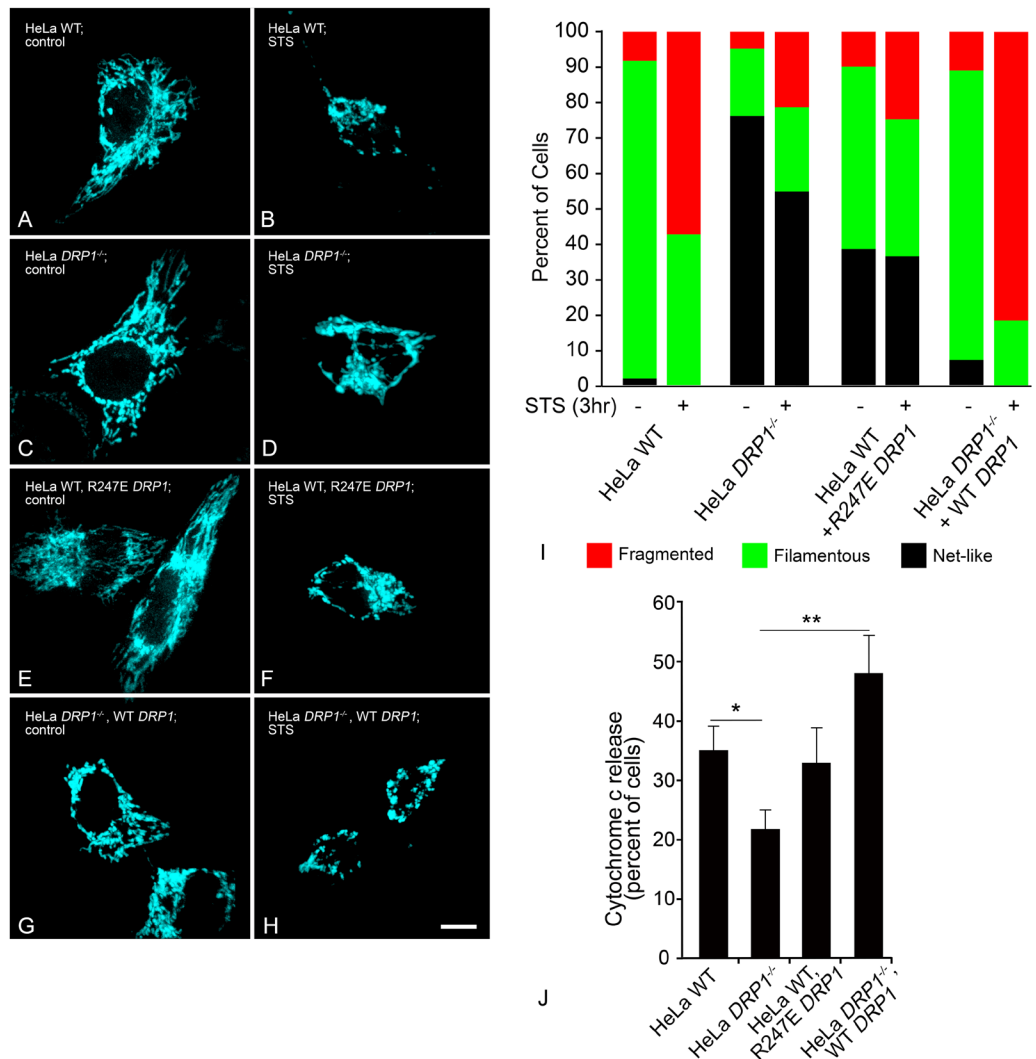 HeLa WT;
control
A
HeLa WT;
STS
B
HeLa DRP1-/-;
control
C
HeLa DRP1-/-;
STS
D
HeLa WT, R247E DRP1;
control
E
HeLa WT, R247E DRP1;
STS
F
HeLa DRP1-/-, WT DRP1;
control
G
HeLa DRP1-/-, WT DRP1;
STS
H
Percent of Cells
100
90
80
70
60
50
40
30
20
10
0
STS (3hr) - + - + - + - +
HeLa WT
HeLa DRP1-/-
HeLa WT
+R247E DRP1
HeLa DRP1-/-
+ WT DRP1
I
Fragmented
Filamentous
Net-like
Cytochrome c release
(percent of cells)
60
50
40
30
20
10
0
*
**
HeLa WT
HeLa DRP1-/-
HeLa WT,
R247E DRP1
HeLa DRP1-/-,
WT DRP1
J